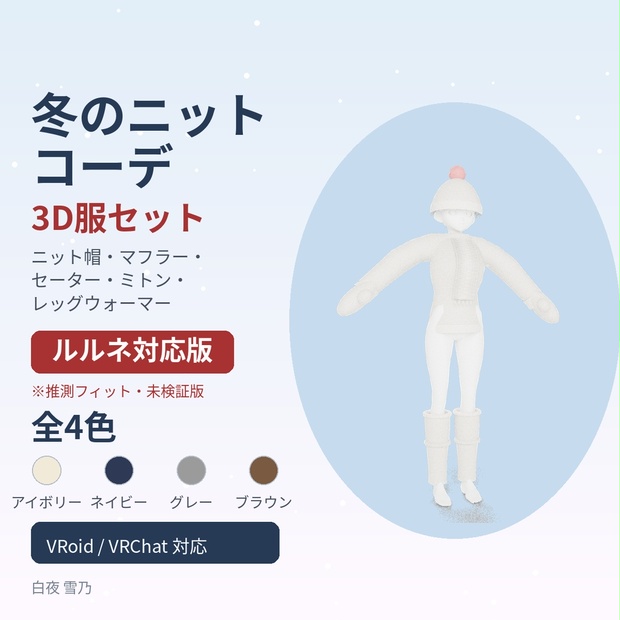 冬のニット
コーデ
3D服セット
ニット帽・マフラー・
セーター・ミトン・
レッグウォーマー
ルルネ対応版
※推測フィット・未検証版
全4色
アイボリー ネイビー グレー ブラウン
VRoid / VRChat 対応
白夜 雪乃